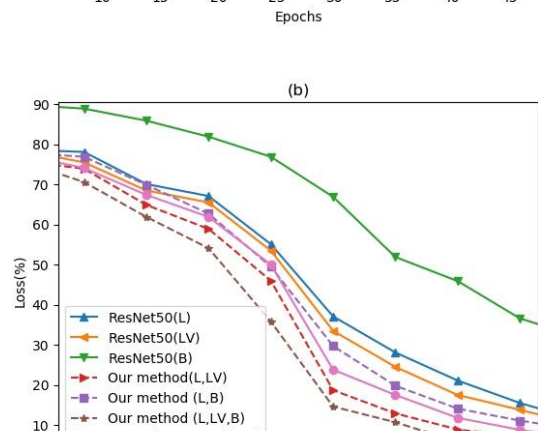 Epochs
(b)
90
80
70
60
50
40
30
20
10
Loss(%)
ResNet50(L)
ResNet50(LV)
ResNet50(B)
Our method(L,LV)
Our method (L,B)
Our method (L,LV,B)